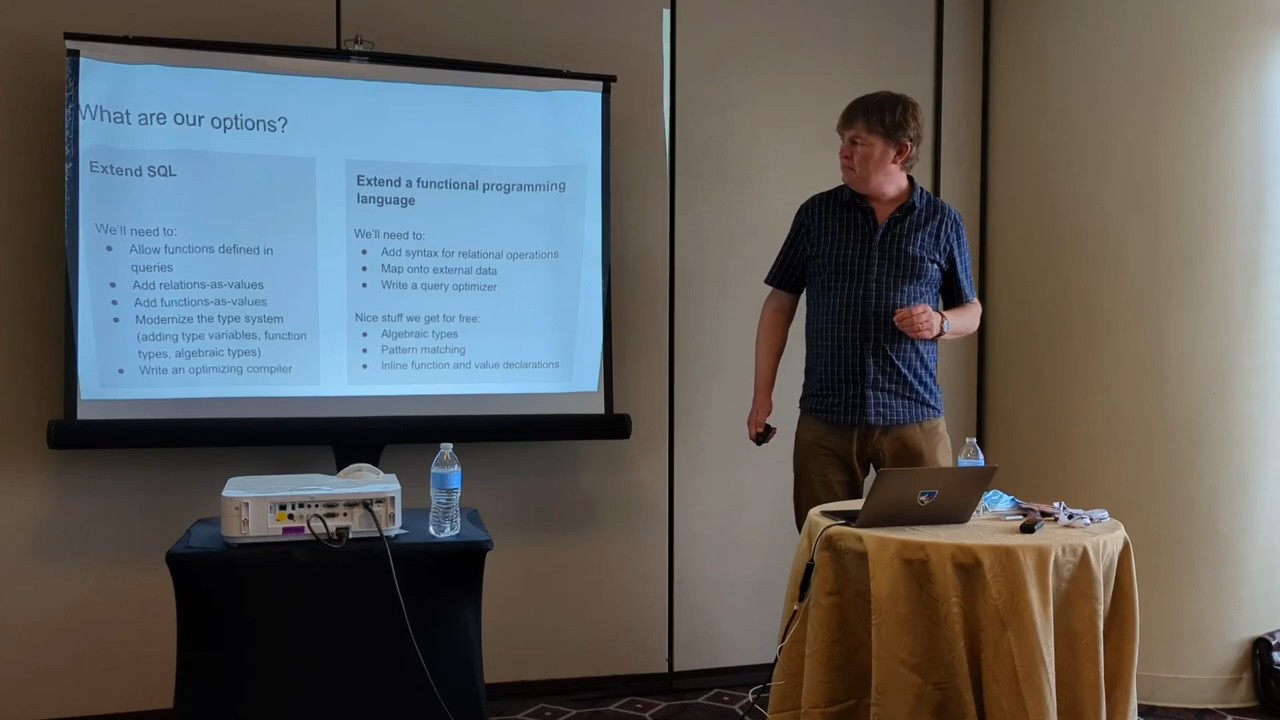 What are our options?
Extend SQL
We'll need to:
Allow functions defined in
queries
Add relations-as-values
Add functions-as-values
Modernize the type system
(adding type variables, function
types, algebraic types)
Write an optimizing compiler
Extend a functional programming
language
We'll need to:
Add syntax for relational operations
Map onto external data
Write a query optimizer
Nice stuff we get for free:
Algebraic types
Pattern matching
Inline function and value declarations